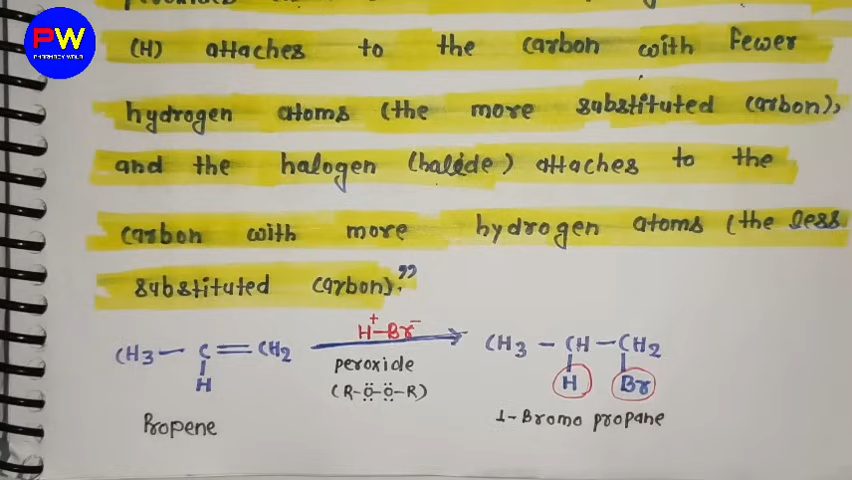 PW
PHARMACY WALA
(H) attaches to the carbon with fewer
hydrogen atoms (the more substituted carbon),
and the halogen (halide) attaches to the
carbon with more hydrogen atoms (the less
substituted carbon)."
CH3 — C = CH2
H
H+—Br-
peroxide
(R-Ö-Ö-R)
CH3 — CH — CH2
H Br
Propene
1-Bromo propane